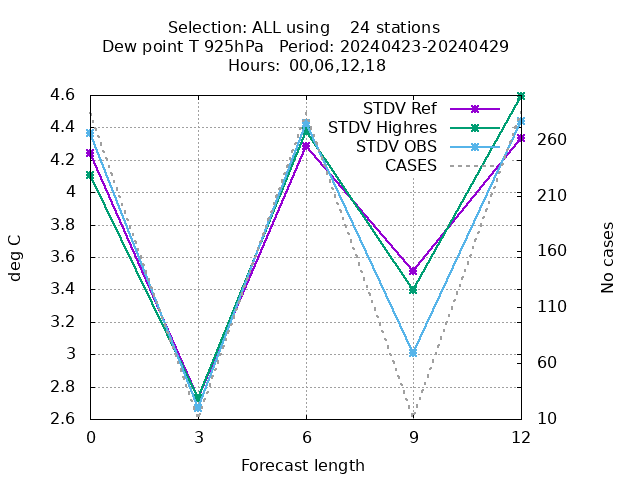 Selection: ALL using    24 stations
Dew point T 925hPa   Period: 20240423-20240429
Hours: 00,06,12,18
STDV Ref
STDV Highres
STDV OBS
CASES
4.6
4.4
4.2
4
3.8
3.6
3.4
3.2
3
2.8
2.6
deg C
260
210
160
110
60
10
No cases
0 3 6 9 12
Forecast length